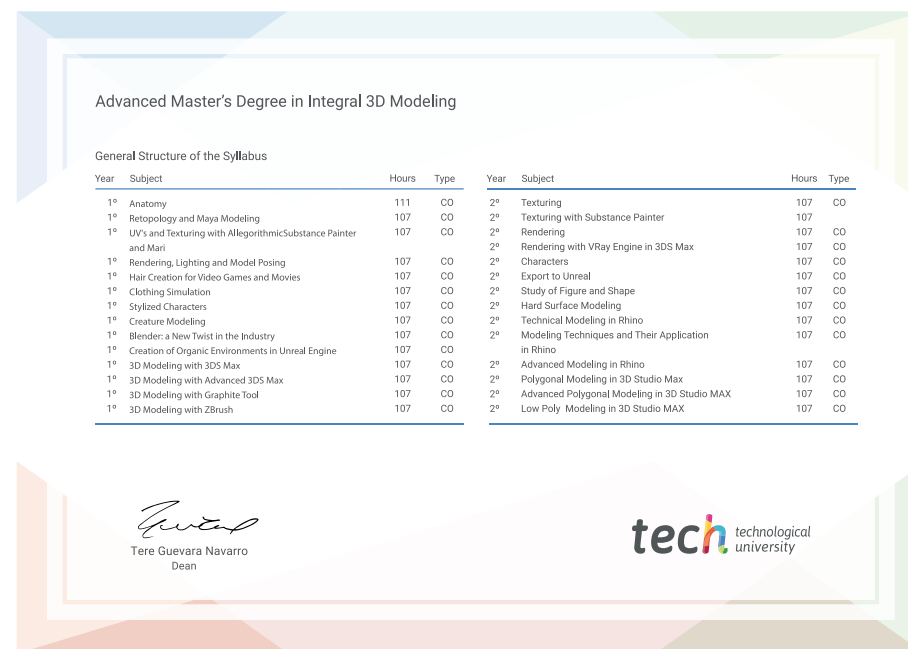 Advanced Master's Degree in Integral 3D Modeling
General Structure of the Syllabus
Year Subject Hours Type
1º Anatomy 111 CO
1º Retopology and Maya Modeling 107 CO
1º UV's and Texturing with AllegorithmicSubstance Painter 107 CO
and Mari
1º Rendering, Lighting and Model Posing 107 CO
1º Hair Creation for Video Games and Movies 107 CO
1º Clothing Simulation 107 CO
1º Stylized Characters 107 CO
1º Creature Modeling 107 CO
1º Blender: a New Twist in the Industry 107 CO
1º Creation of Organic Environments in Unreal Engine 107 CO
1º 3D Modeling with 3DS Max 107 CO
1º 3D Modeling with Advanced 3DS Max 107 CO
1º 3D Modeling with Graphite Tool 107 CO
1º 3D Modeling with ZBrush 107 CO
Year Subject Hours Type
2º Texturing 107 CO
2º Texturing with Substance Painter 107
2º Rendering 107 CO
2º Rendering with VRay Engine in 3DS Max 107 CO
2º Characters 107 CO
2º Export to Unreal 107 CO
2º Study of Figure and Shape 107 CO
2º Hard Surface Modeling 107 CO
2º Technical Modeling in Rhino 107 CO
2º Modeling Techniques and Their Application 107 CO
in Rhino
2º Advanced Modeling in Rhino 107 CO
2º Polygonal Modeling in 3D Studio Max 107 CO
2º Advanced Polygonal Modeling in 3D Studio MAX 107 CO
2º Low Poly Modeling in 3D Studio MAX 107 CO
Tere Guevara Navarro
Dean
tech technological
university